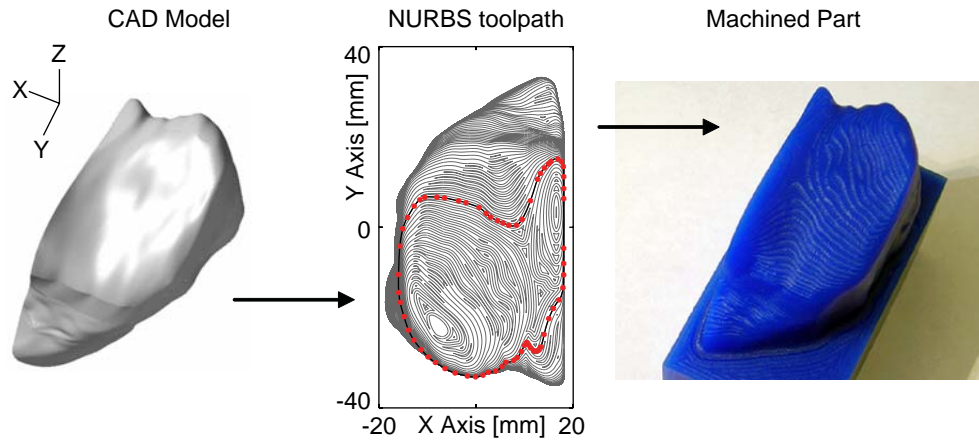 CAD Model
NURBS toolpath
Machined Part
Z
X
Y
40
Y Axis [mm]
0
-40
-20
X Axis [mm]
20